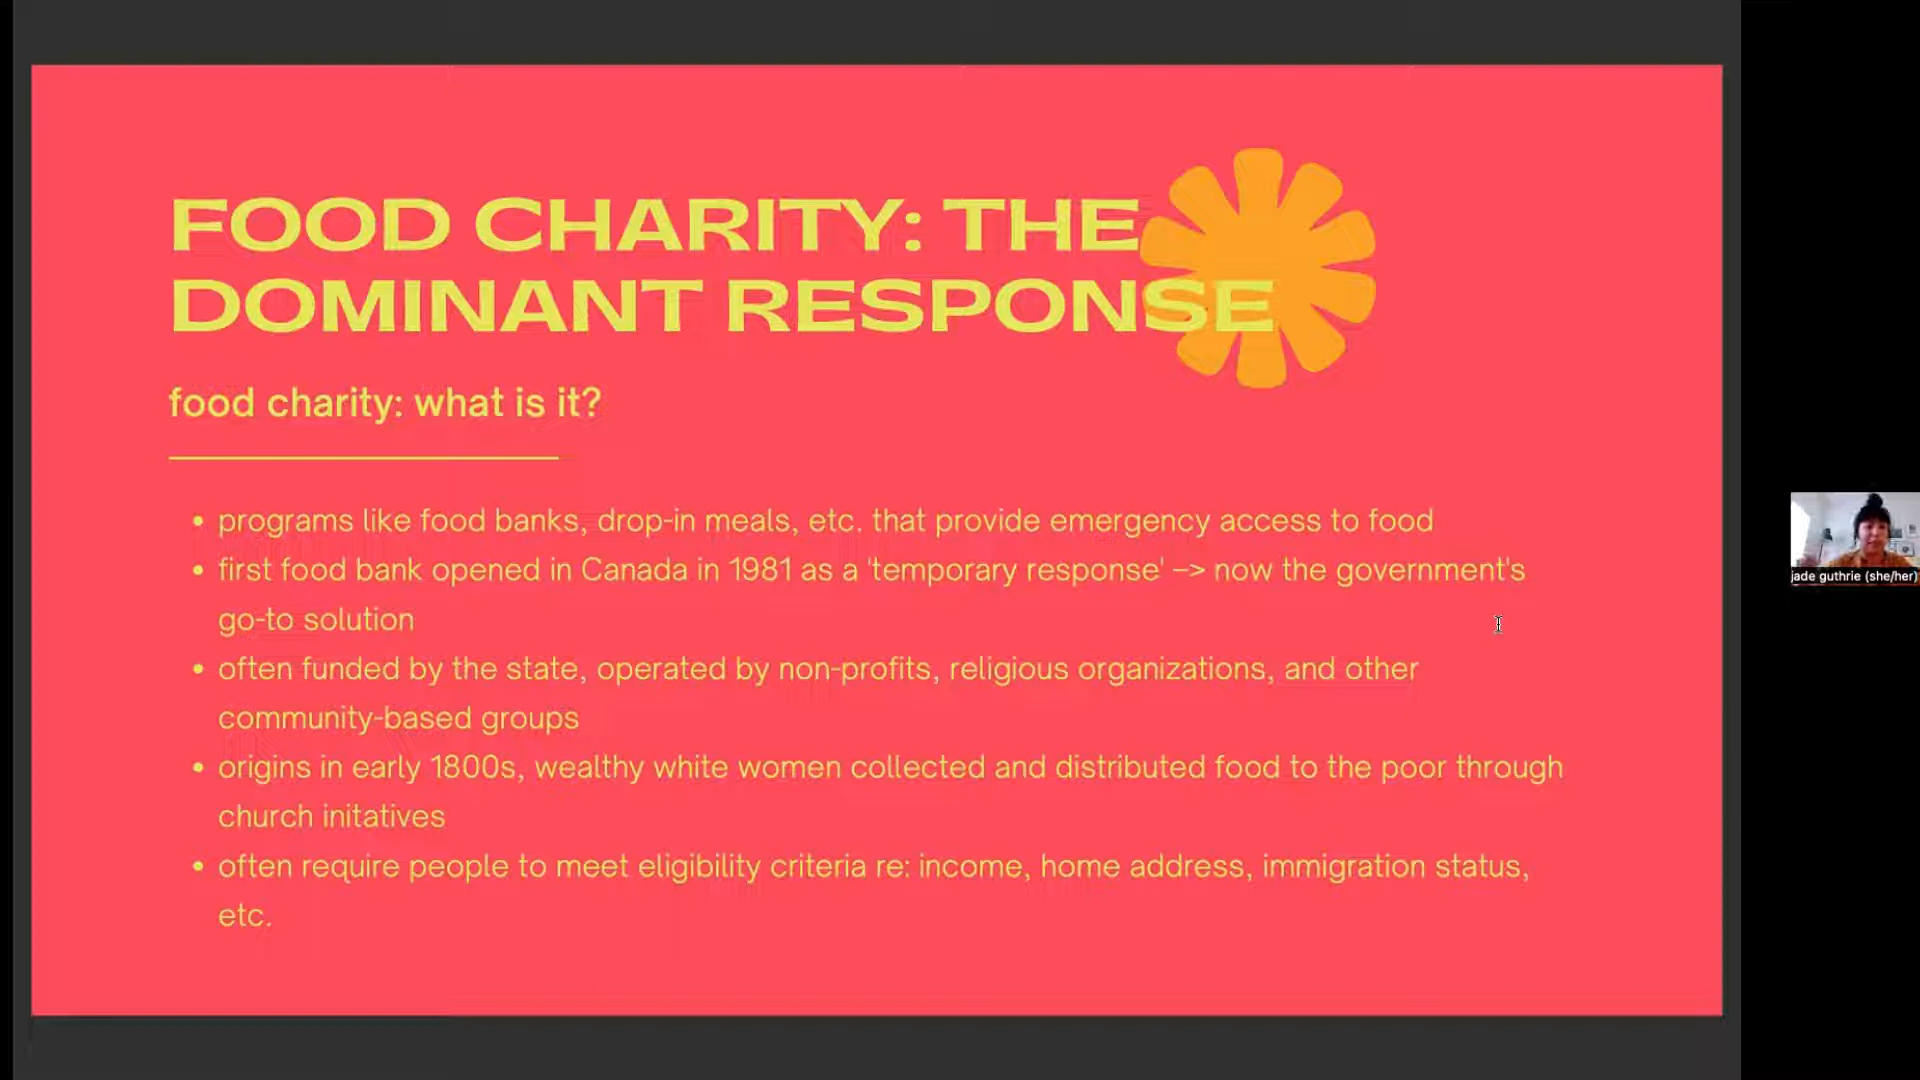 FOOD CHARITY: THE
DOMINANT RESPONSE
food charity: what is it?
• programs like food banks, drop-in meals, etc. that provide emergency access to food
• first food bank opened in Canada in 1981 as a 'temporary response' –> now the government's
go-to solution
• often funded by the state, operated by non-profits, religious organizations, and other
community-based groups
• origins in early 1800s, wealthy white women collected and distributed food to the poor through
church initatives
• often require people to meet eligibility criteria re: income, home address, immigration status,
etc.
jade guthrie (she/her)